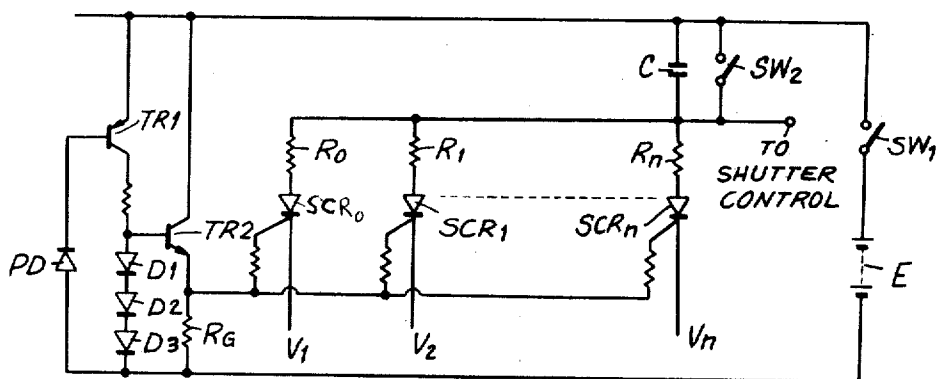 C
SW2
TR1
R0
R1
Rn
TO
SHUTTER
CONTROL
SW1
SCR0
SCR1
SCRn
TR2
PD
D1
D2
D3
RG
V1
V2
Vn
E